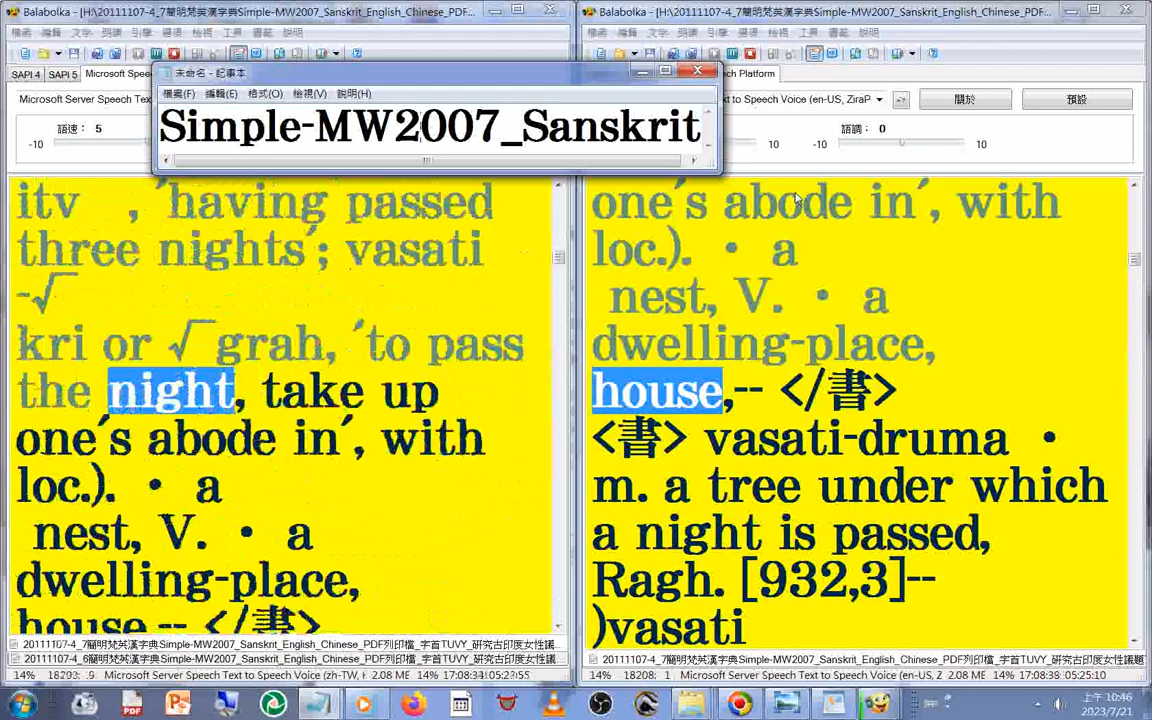 Balabolka - [H:\20111107-4_7簡明梵英漢字典Simple-MW2007_Sanskrit_English_Chinese_PDF...
Balabolka - [H:\20111107-4_7簡明梵英漢字典Simple-MW2007_Sanskrit_English_Chinese_PDF...
SAPI 4 SAPI 5 Microsoft Spee
ch Platform
未命名 - 記事本
檔案(F) 編輯(E) 格式(O) 檢視(V) 說明(H)
Simple-MW2007_Sanskrit
Microsoft Server Speech Text
to Speech Voice (en-US, ZiraP
關於
預設
語速： 5
-10
10
語調： 0
-10
10
itv , 'having passed
three nights'; vasati
-√
kri or √ grah, 'to pass
the night, take up
one's abode in', with
loc.). • a
nest, V. • a
dwelling-place,
house,-- </書>
one's abode in', with
loc.). • a
nest, V. • a
dwelling-place,
house,-- </書>
<書> vasati-druma •
m. a tree under which
a night is passed,
Ragh. [932,3]--
)vasati
20111107-4_7簡明梵英漢字典Simple-MW2007_Sanskrit_English_Chinese_PDF列印檔_字首TUVY_研究古印度女性議...
20111107-4_6簡明梵英漢字典Simple-MW2007_Sanskrit_English_Chinese_PDF列印檔_字首TUVY_研究古印度女性議...
20111107-4_7簡明梵英漢字典Simple-MW2007_Sanskrit_English_Chinese_PDF列印檔_字首TUVY_研究古印度女性議題
14% Microsoft Server Speech Text to Speech Voice (zh-TW, 2.08 MB
14% 18208: Microsoft Server Speech Text to Speech Voice (en-US, 2.08 MB 05:25:10
上午 10:46
2023/7/21